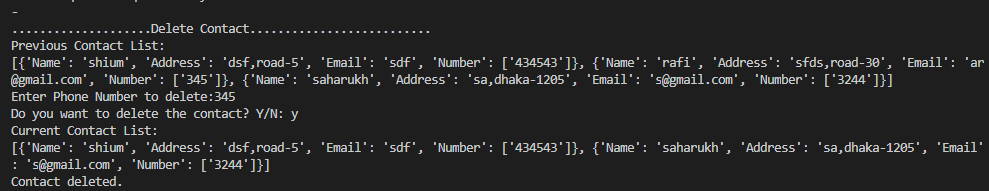 -
....................Delete Contact..........................
Previous Contact List:
[{'Name': 'shium', 'Address': 'dsf,road-5', 'Email': 'sdf', 'Number': ['434543']}, {'Name': 'rafi', 'Address': 'sfds,road-30', 'Email': 'ar
@gmail.com', 'Number': ['345']}, {'Name': 'saharukh', 'Address': 'sa,dhaka-1205', 'Email': 's@gmail.com', 'Number': ['3244']}]
Enter Phone Number to delete:345
Do you want to delete the contact? Y/N: y
Current Contact List:
[{'Name': 'shium', 'Address': 'dsf,road-5', 'Email': 'sdf', 'Number': ['434543']}, {'Name': 'saharukh', 'Address': 'sa,dhaka-1205', 'Email'
: 's@gmail.com', 'Number': ['3244']}]
Contact deleted.